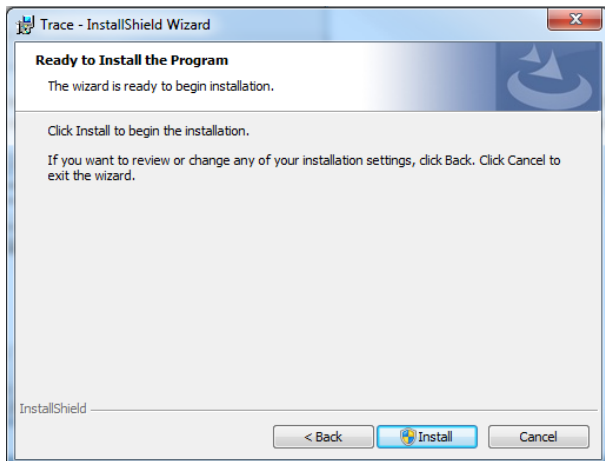 Trace - InstallShield Wizard
Ready to Install the Program
The wizard is ready to begin installation.
Click Install to begin the installation.
If you want to review or change any of your installation settings, click Back. Click Cancel to
exit the wizard.
InstallShield
< Back
Install
Cancel